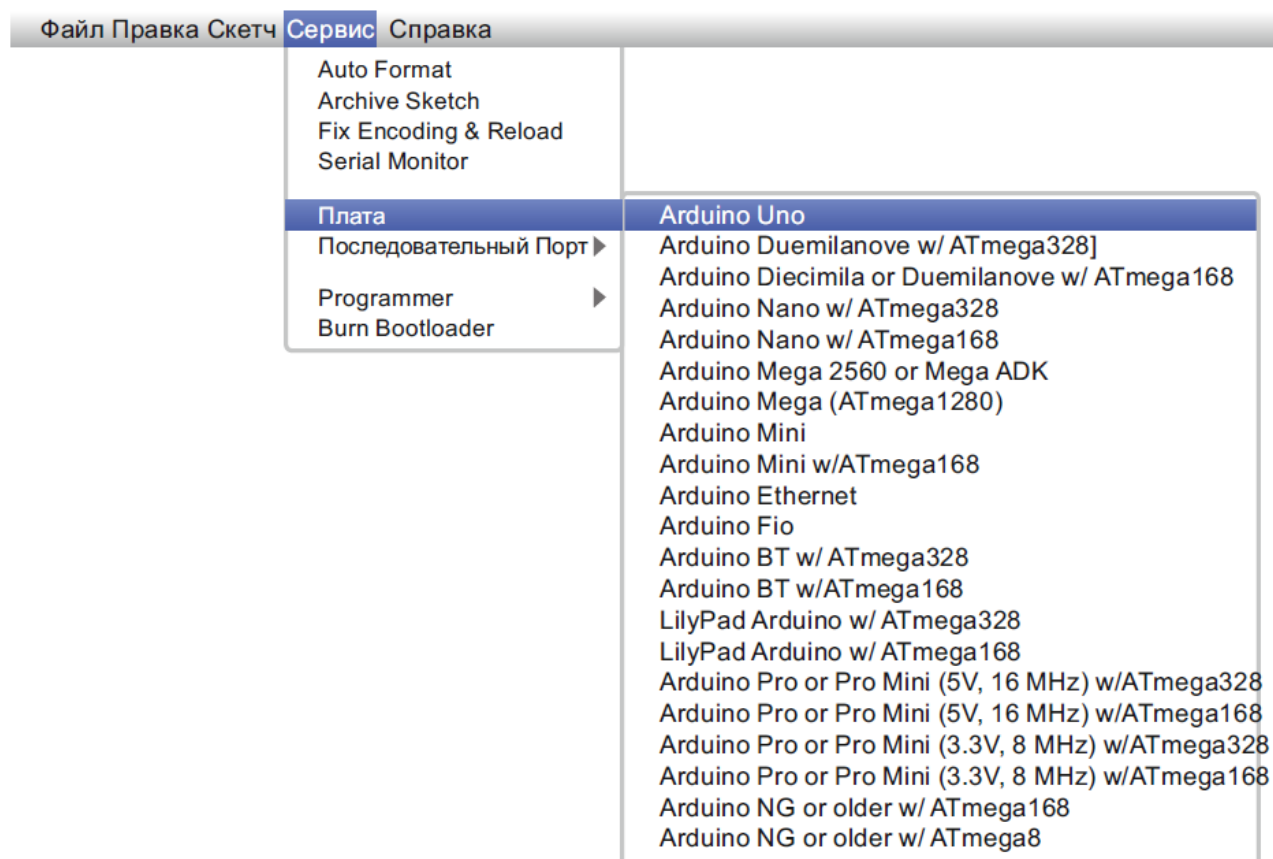 Файл Правка Скетч Сервис Справка
Auto Format
Archive Sketch
Fix Encoding & Reload
Serial Monitor
Плата
Последовательный Порт
Programmer
Burn Bootloader
Arduino Uno
Arduino Duemilanove w/ ATmega328]
Arduino Diecimila or Duemilanove w/ ATmega168
Arduino Nano w/ ATmega328
Arduino Nano w/ ATmega168
Arduino Mega 2560 or Mega ADK
Arduino Mega (ATmega1280)
Arduino Mini
Arduino Mini w/ATmega168
Arduino Ethernet
Arduino Fio
Arduino BT w/ ATmega328
Arduino BT w/ATmega168
LilyPad Arduino w/ ATmega328
LilyPad Arduino w/ ATmega168
Arduino Pro or Pro Mini (5V, 16 MHz) w/ATmega328
Arduino Pro or Pro Mini (5V, 16 MHz) w/ATmega168
Arduino Pro or Pro Mini (3.3V, 8 MHz) w/ATmega328
Arduino Pro or Pro Mini (3.3V, 8 MHz) w/ATmega168
Arduino NG or older w/ ATmega168
Arduino NG or older w/ ATmega8